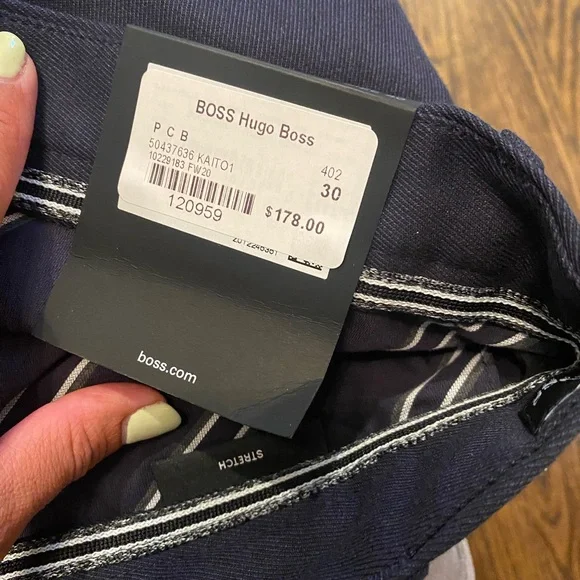 BOSS Hugo Boss
P C B
50437636 KAITO1 402
10229183 FW20 30
120959 $178.00
boss.com
STRETCH